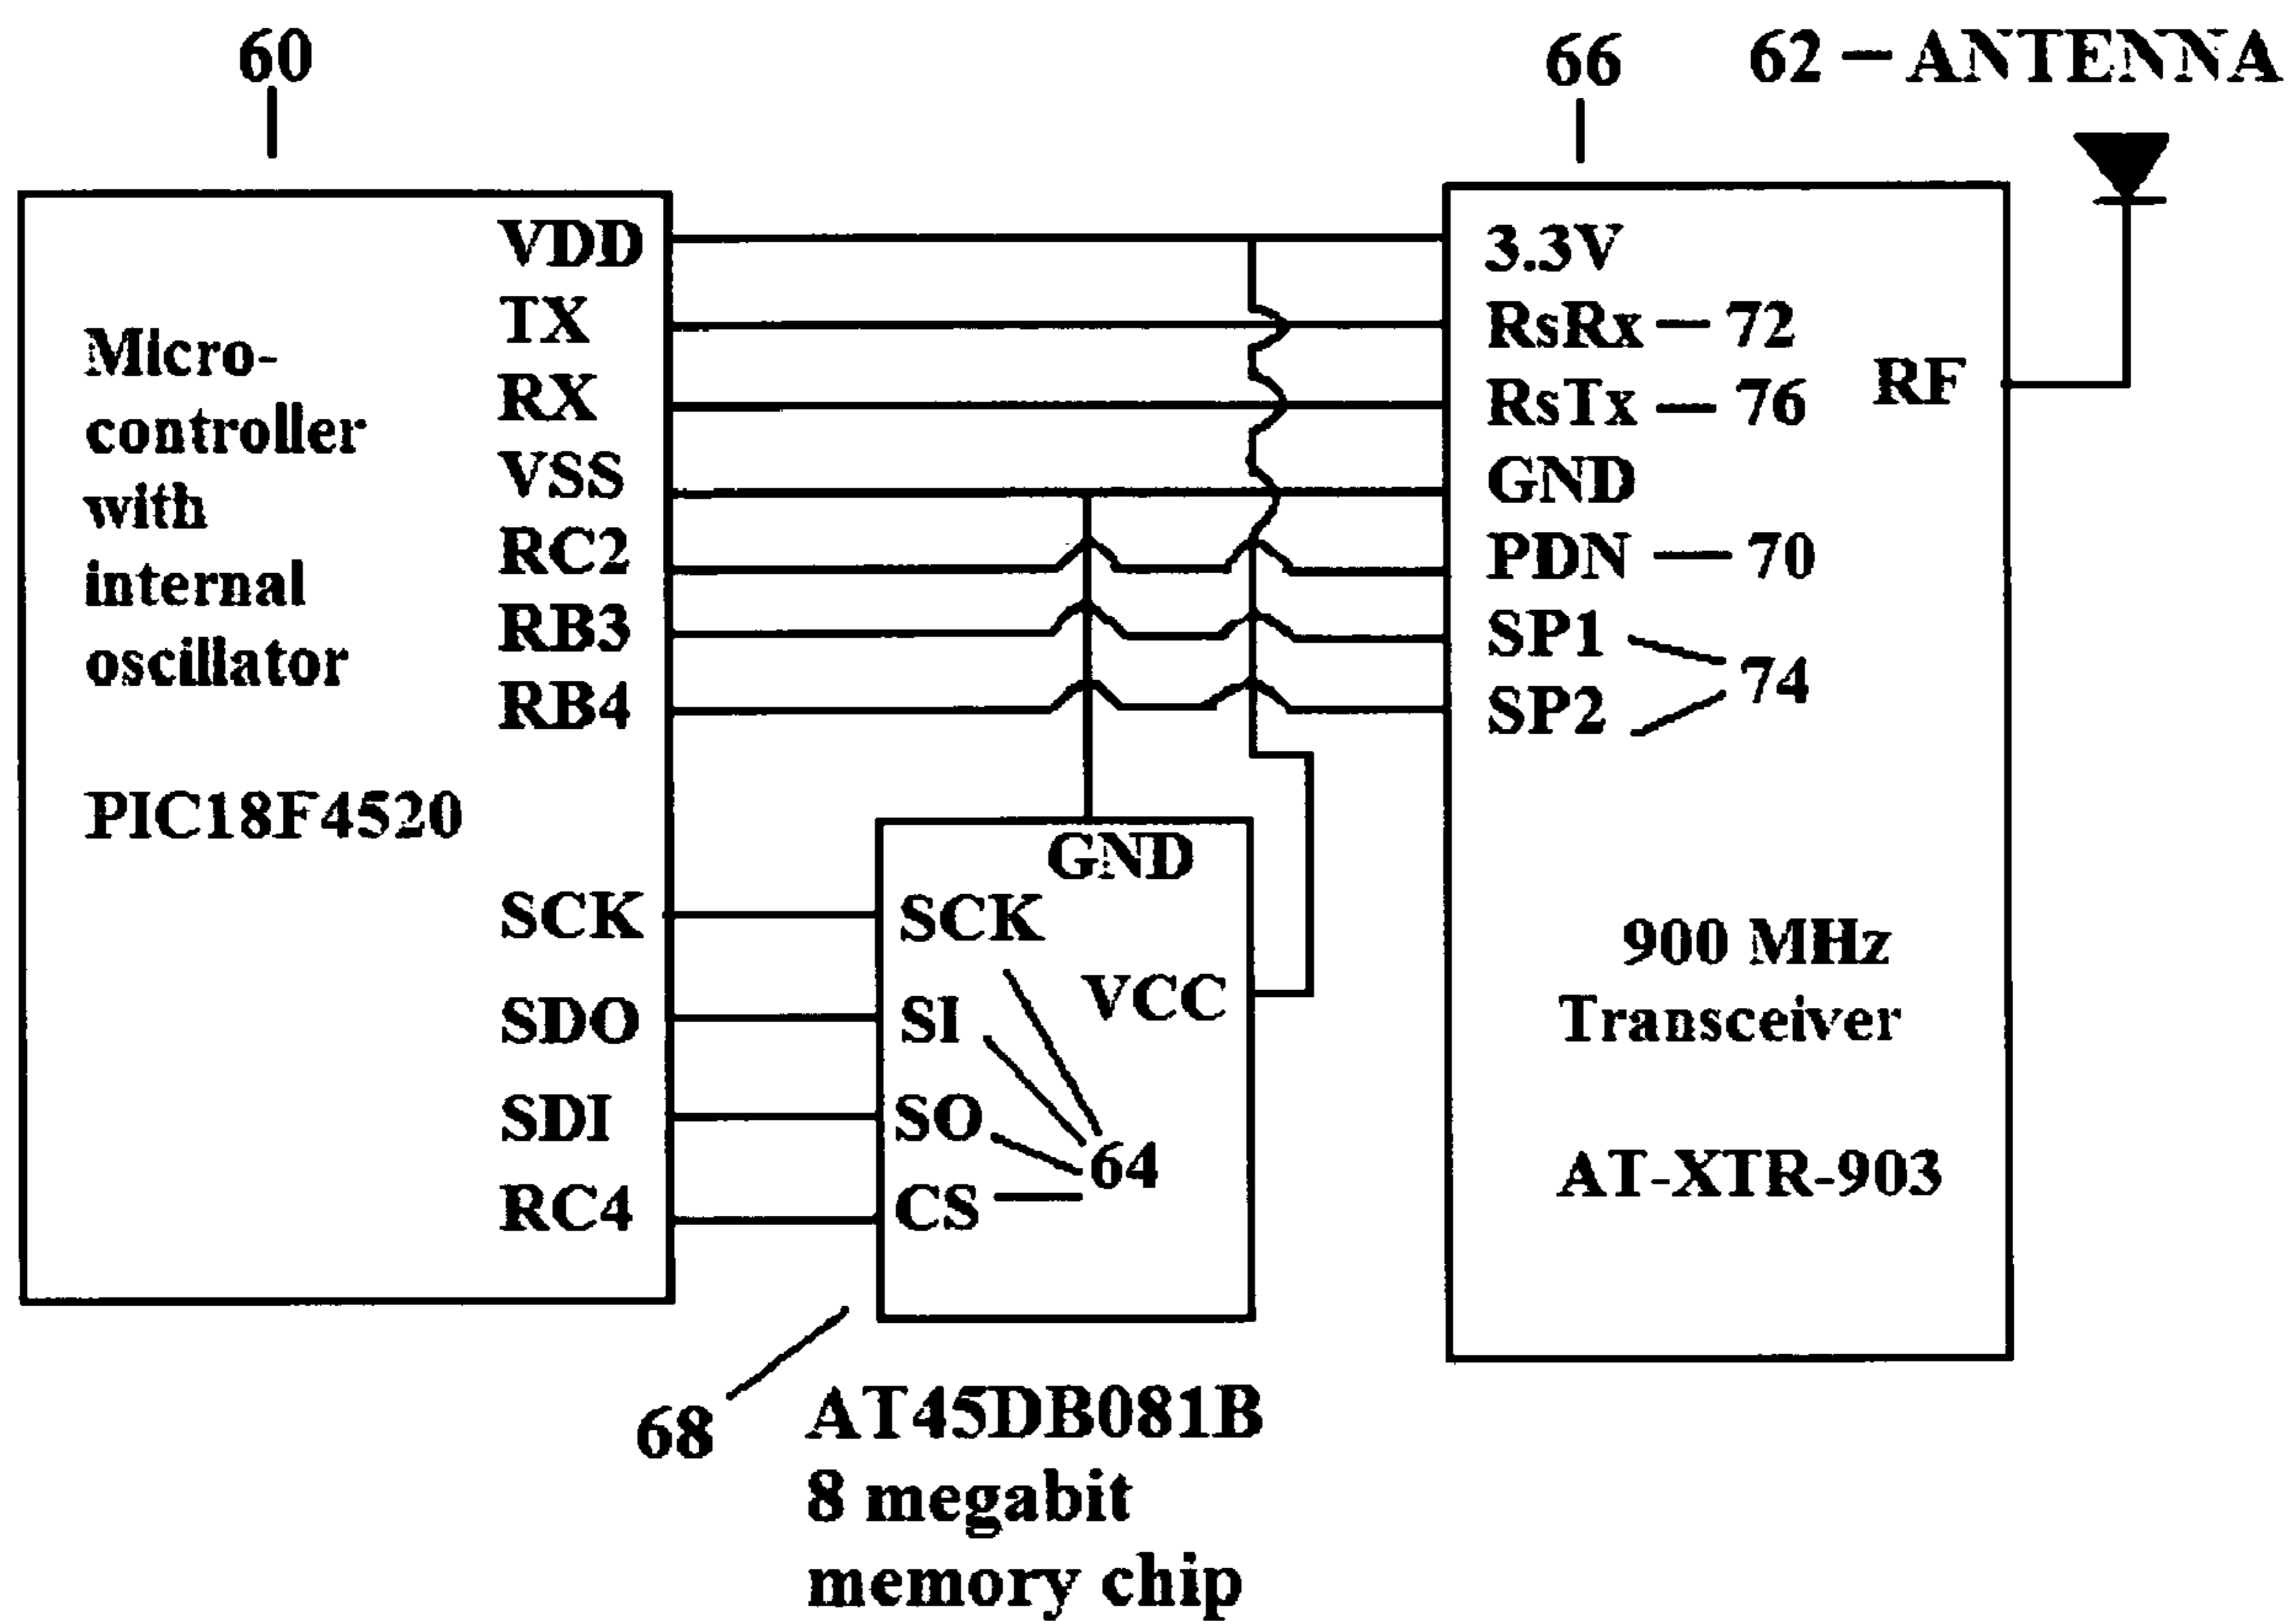 60
66
62 — ANTENNA
VDD
TX
RX
VSS
RC2
RB3
RB4
Micro-
controller
with
internal
oscillator
PIC18F4520
SCK
SDO
SDI
RC4
3.3V
RsRx — 72
RsTx — 76
RF
GND
PDN — 70
SP1
SP2
74
GND
SCK
VCC
SI
SO
CS
64
900 MHz
Transceiver
AT-XTR-903
68
AT45DB081B
8 megabit
memory chip